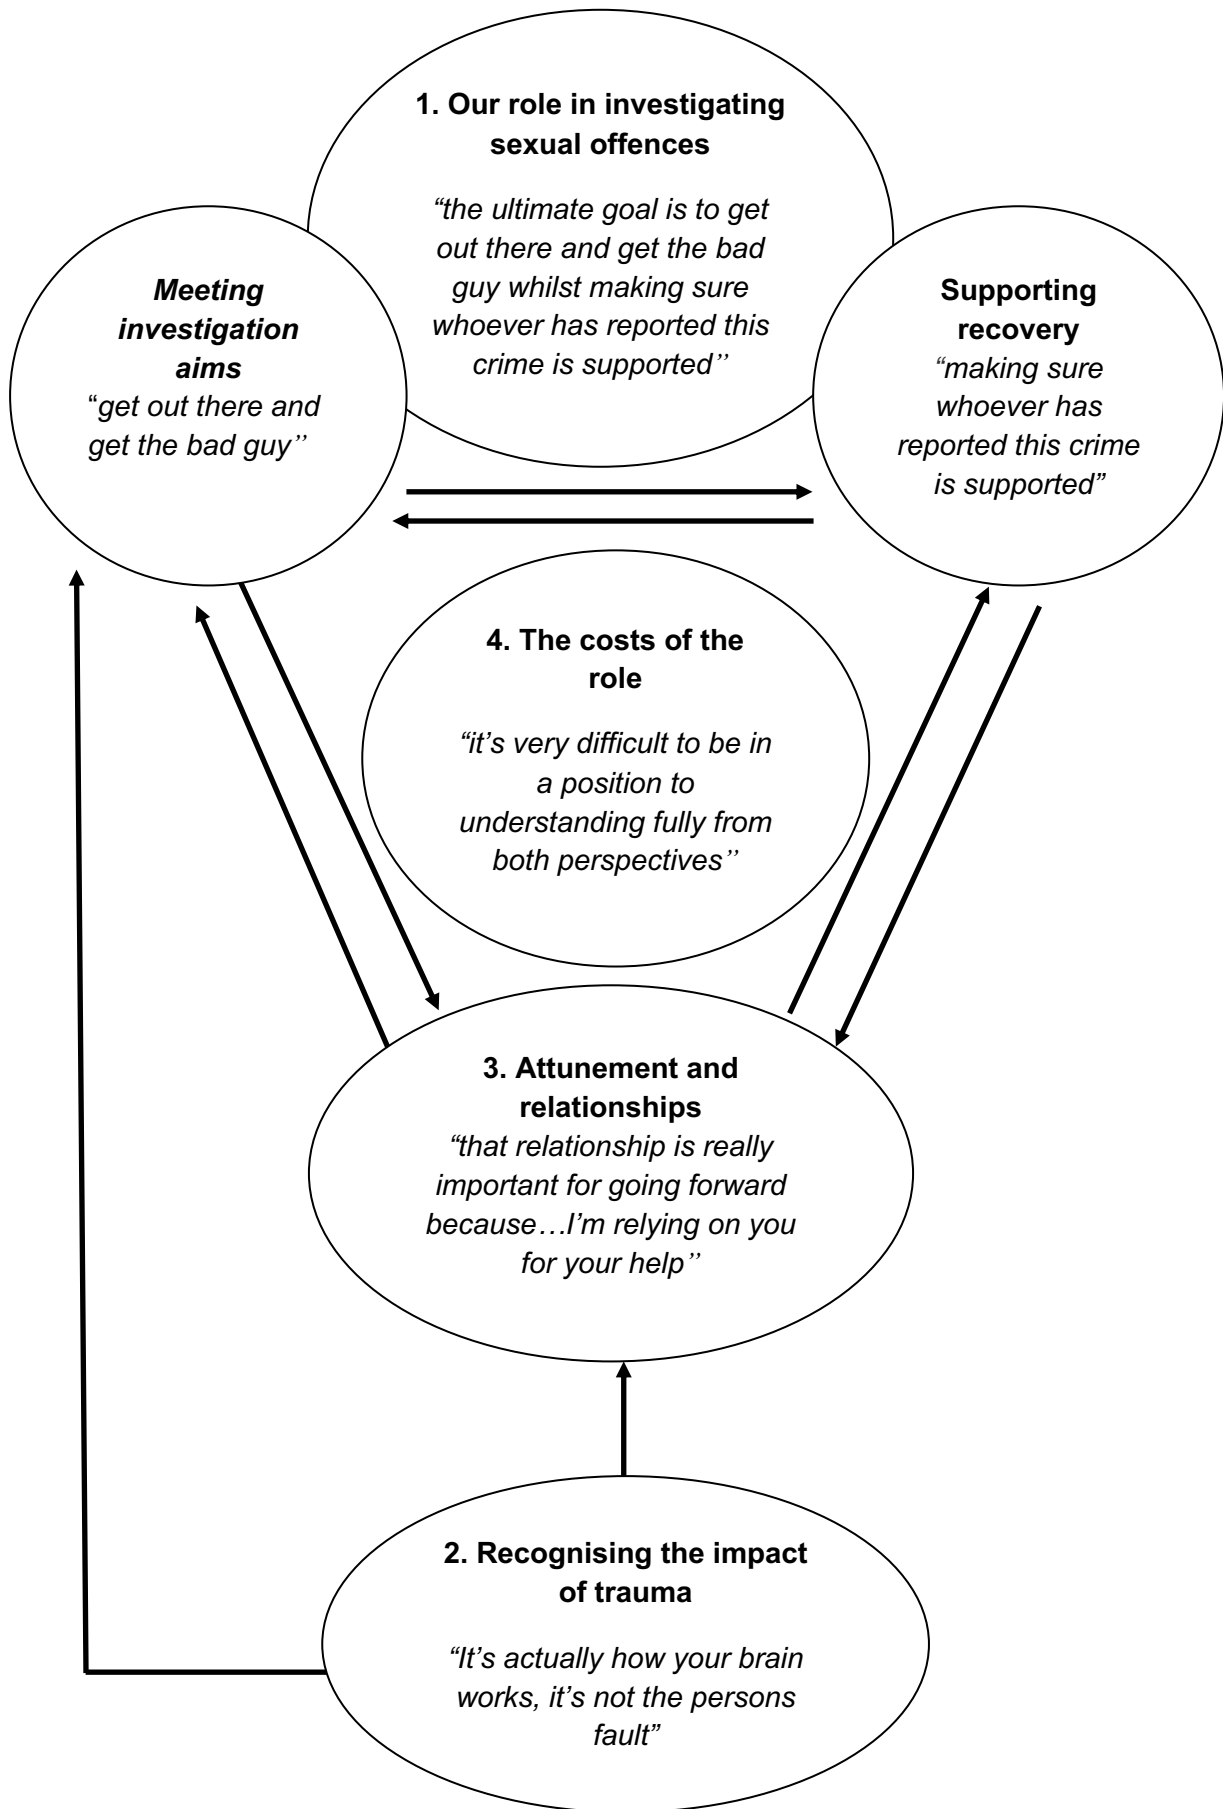 1. Our role in investigating
sexual offences
“the ultimate goal is to get
out there and get the bad
guy whilst making sure
whoever has reported this
crime is supported’’
Meeting
investigation
aims
“get out there and
get the bad guy’’
Supporting
recovery
“making sure
whoever has
reported this crime
is supported”
4. The costs of the
role
“it’s very difficult to be in
a position to
understanding fully from
both perspectives’’
3. Attunement and
relationships
“that relationship is really
important for going forward
because…I’m relying on you
for your help’’
2. Recognising the impact
of trauma
“It’s actually how your brain
works, it’s not the persons
fault”